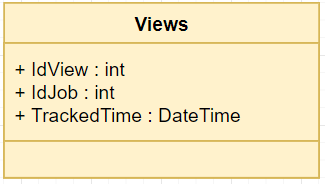 Views
+ IdView : int
+ IdJob : int
+ TrackedTime : DateTime